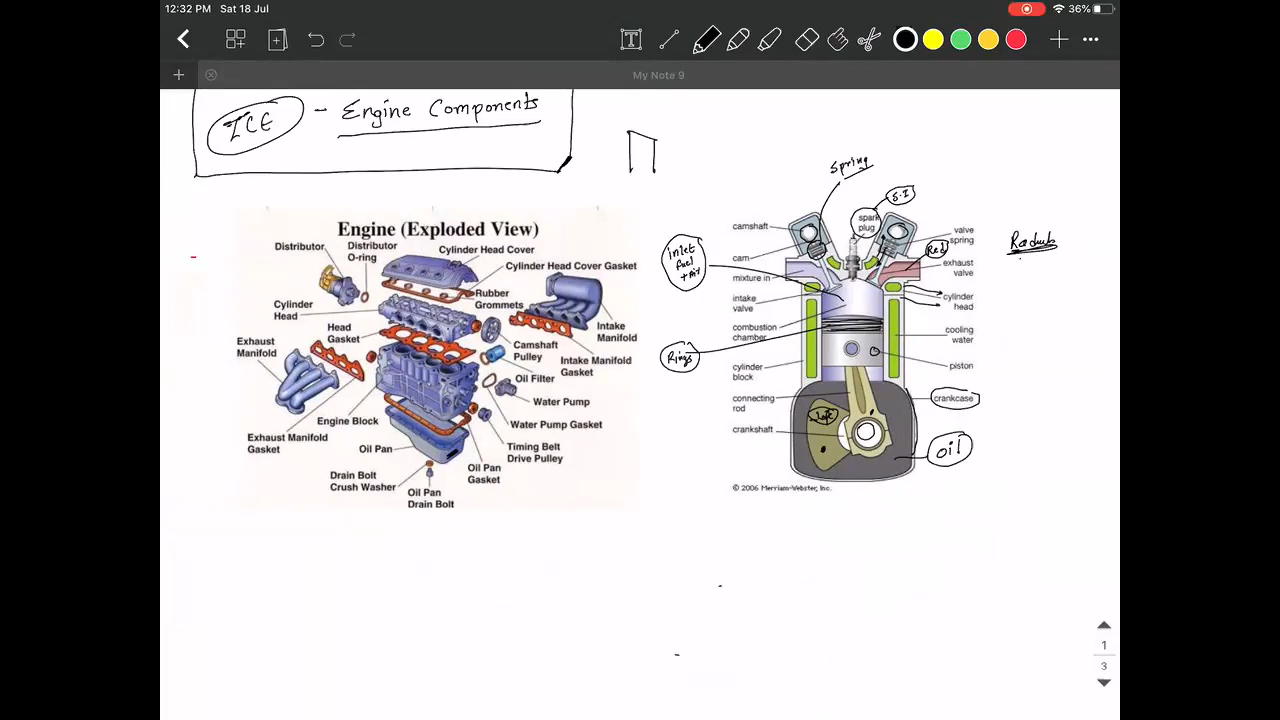 12:32 PM Sat 18 Jul
36%
My Note 9
ICE - Engine Components
Engine (Exploded View)
Distributor
Distributor
O-ring
Cylinder Head Cover
Cylinder Head Cover Gasket
Rubber
Grommets
Cylinder
Head
Head
Gasket
Intake
Manifold
Camshaft
Pulley
Intake Manifold
Gasket
Exhaust
Manifold
Oil Filter
Water Pump
Engine Block
Water Pump Gasket
Exhaust Manifold
Gasket
Oil Pan
Timing Belt
Drive Pulley
Oil Pan
Gasket
Drain Bolt
Crush Washer
Oil Pan
Drain Bolt
Spring
S.I
spark
plug
camshaft
cam
mixture in
intake
valve
combustion
chamber
cylinder
block
connecting
rod
crankshaft
valve
spring
exhaust
valve
cylinder
head
cooling
water
piston
crankcase
Inlet
fuel
+ Air
Red
Rings
oil
© 2006 Merriam-Webster, Inc.
1
3